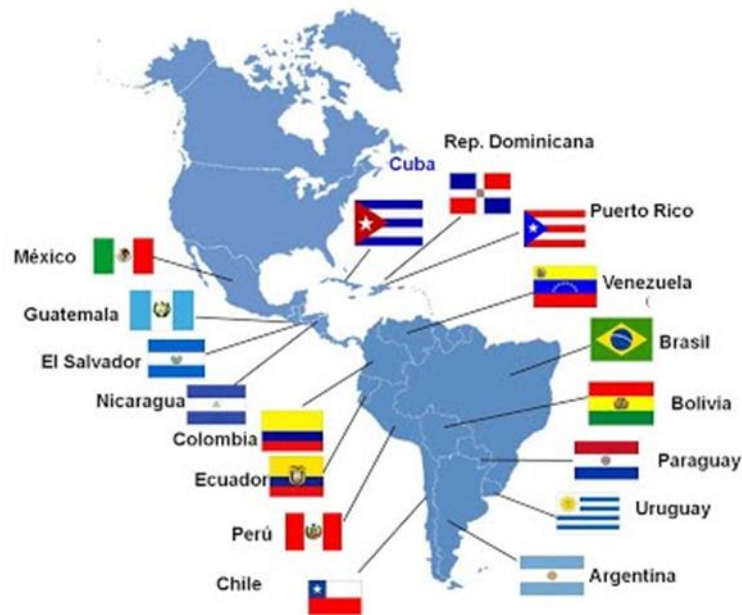 Rep. Dominicana
Cuba
Puerto Rico
México
Venezuela
Guatemala
Brasil
El Salvador
Nicaragua
Bolivia
Colombia
Paraguay
Ecuador
Uruguay
Perú
Argentina
Chile